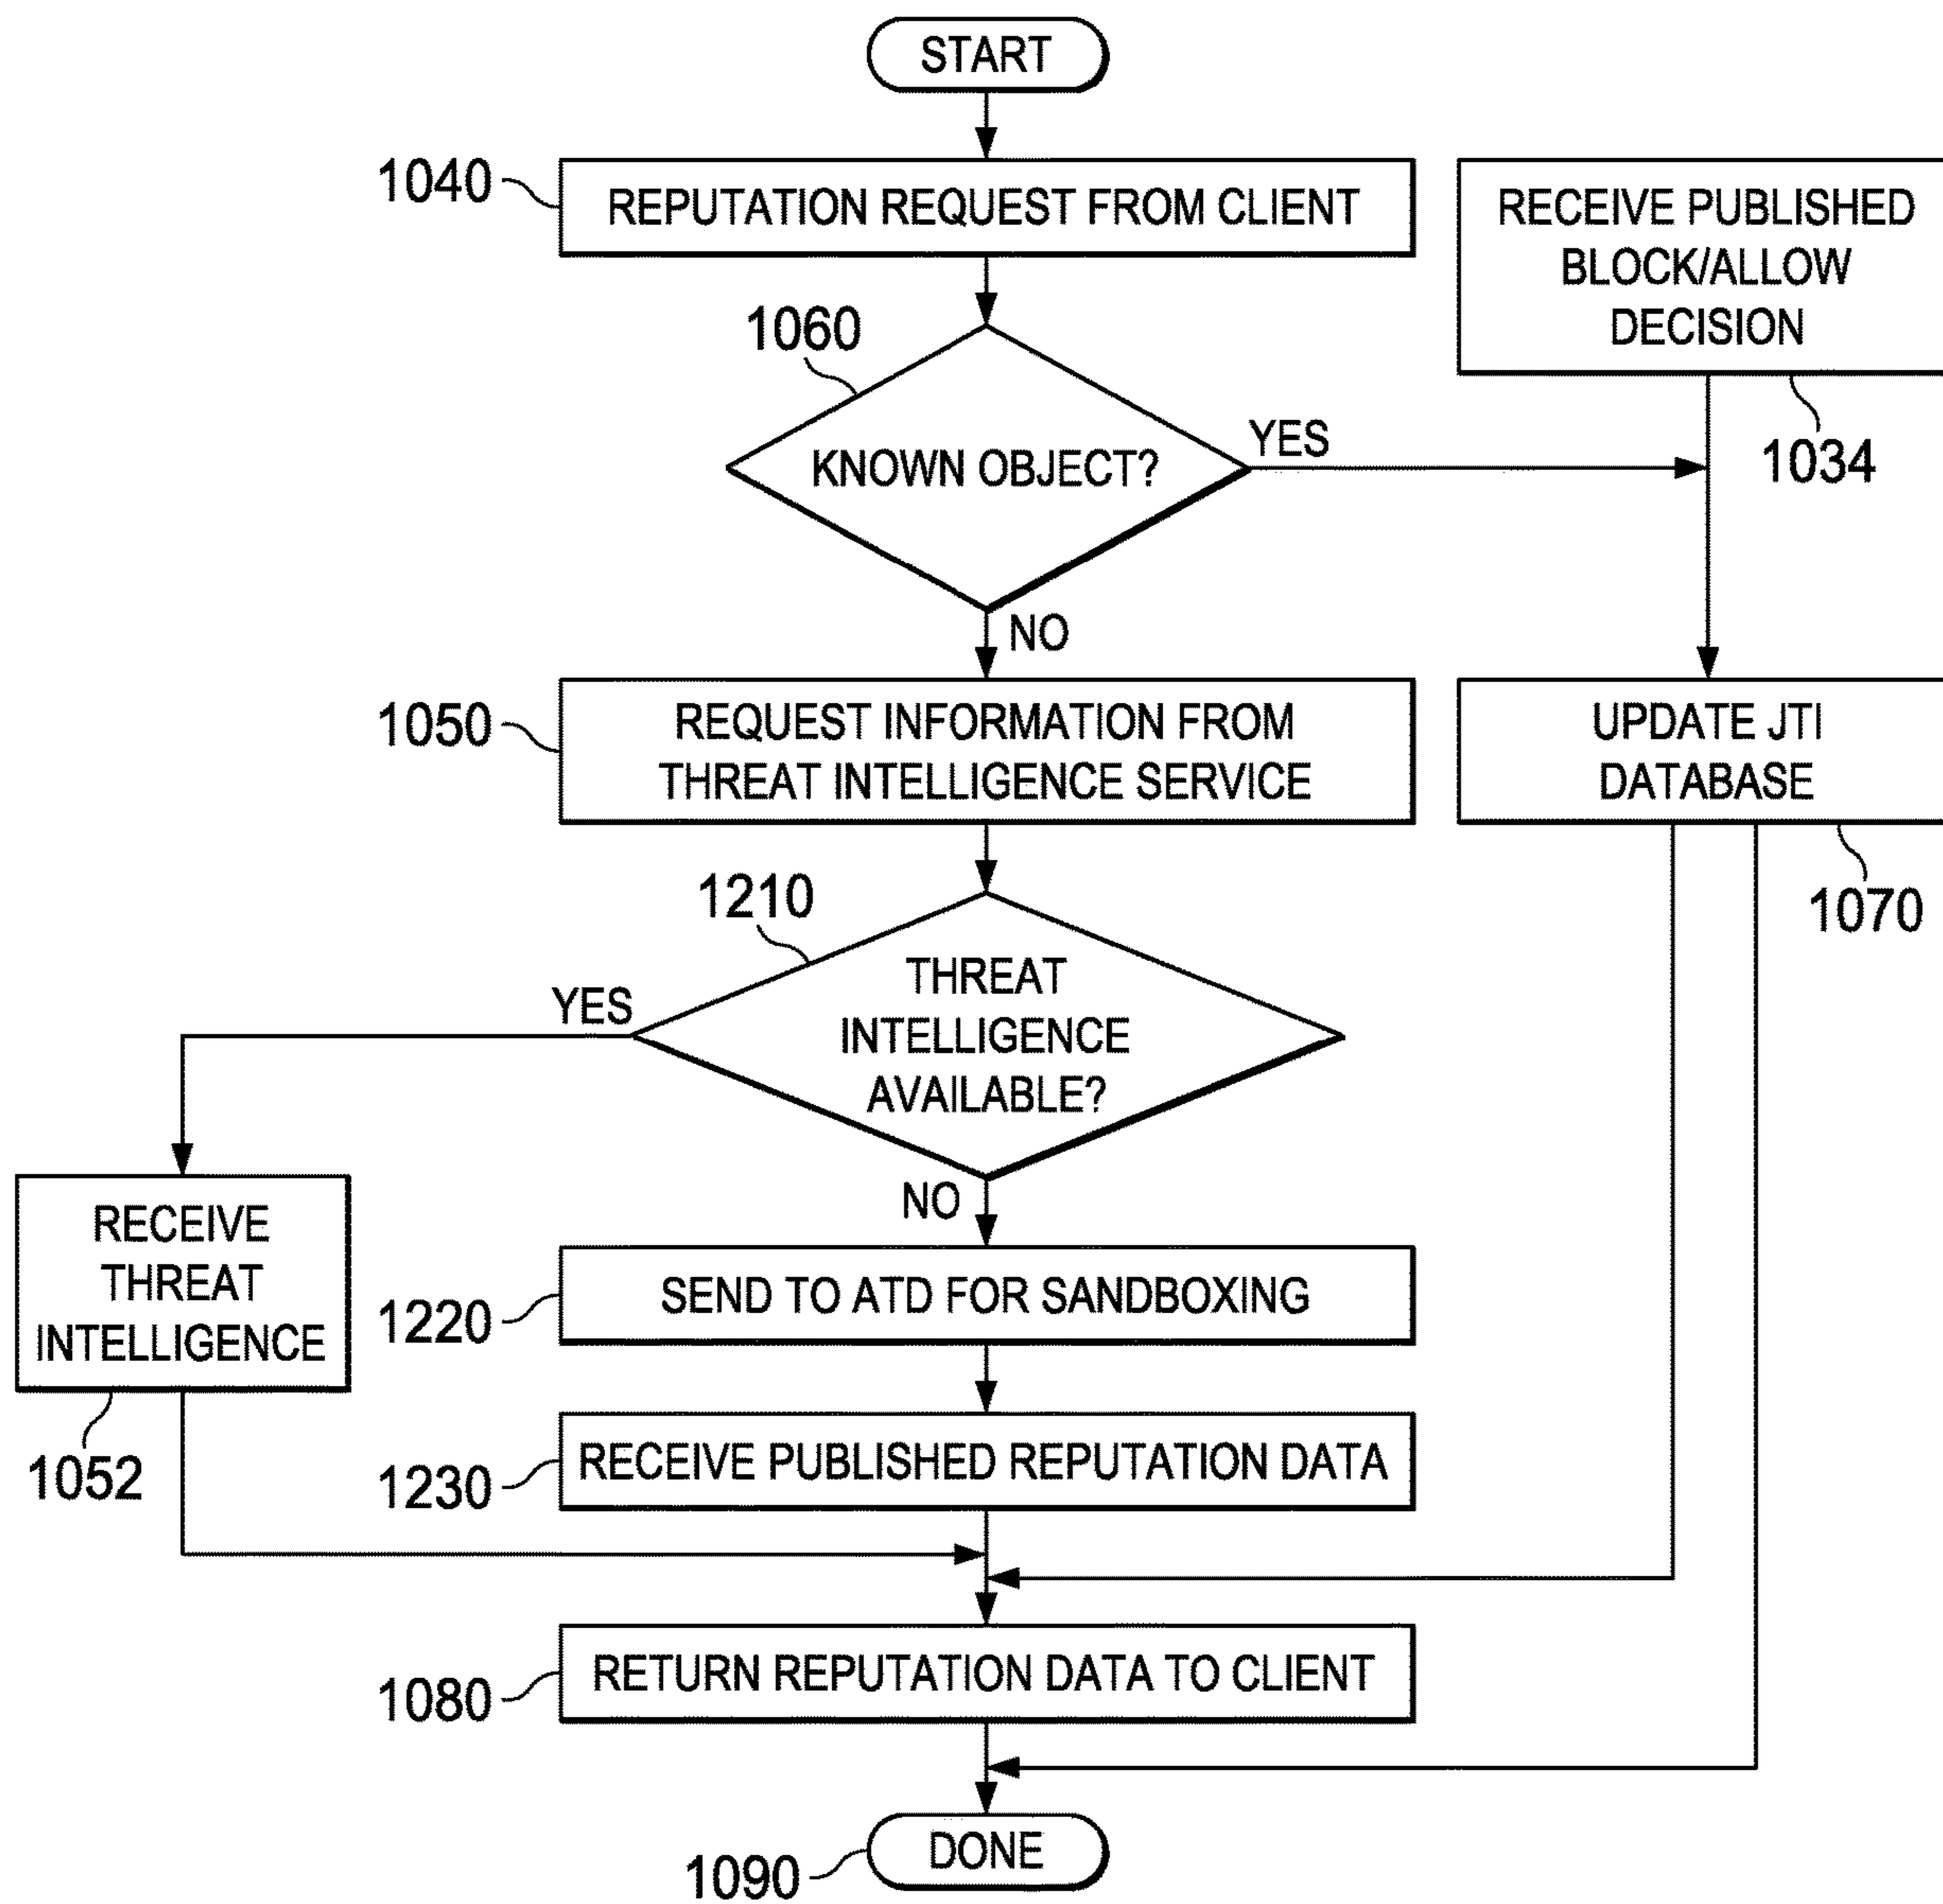 START
1040
REPUTATION REQUEST FROM CLIENT
RECEIVE PUBLISHED
BLOCK/ALLOW
DECISION
1034
1060
KNOWN OBJECT?
YES
NO
1050
REQUEST INFORMATION FROM
THREAT INTELLIGENCE SERVICE
UPDATE JTI
DATABASE
1070
1210
THREAT
INTELLIGENCE
AVAILABLE?
YES
NO
RECEIVE
THREAT
INTELLIGENCE
1052
1220
SEND TO ATD FOR SANDBOXING
1230
RECEIVE PUBLISHED REPUTATION DATA
1080
RETURN REPUTATION DATA TO CLIENT
1090
DONE